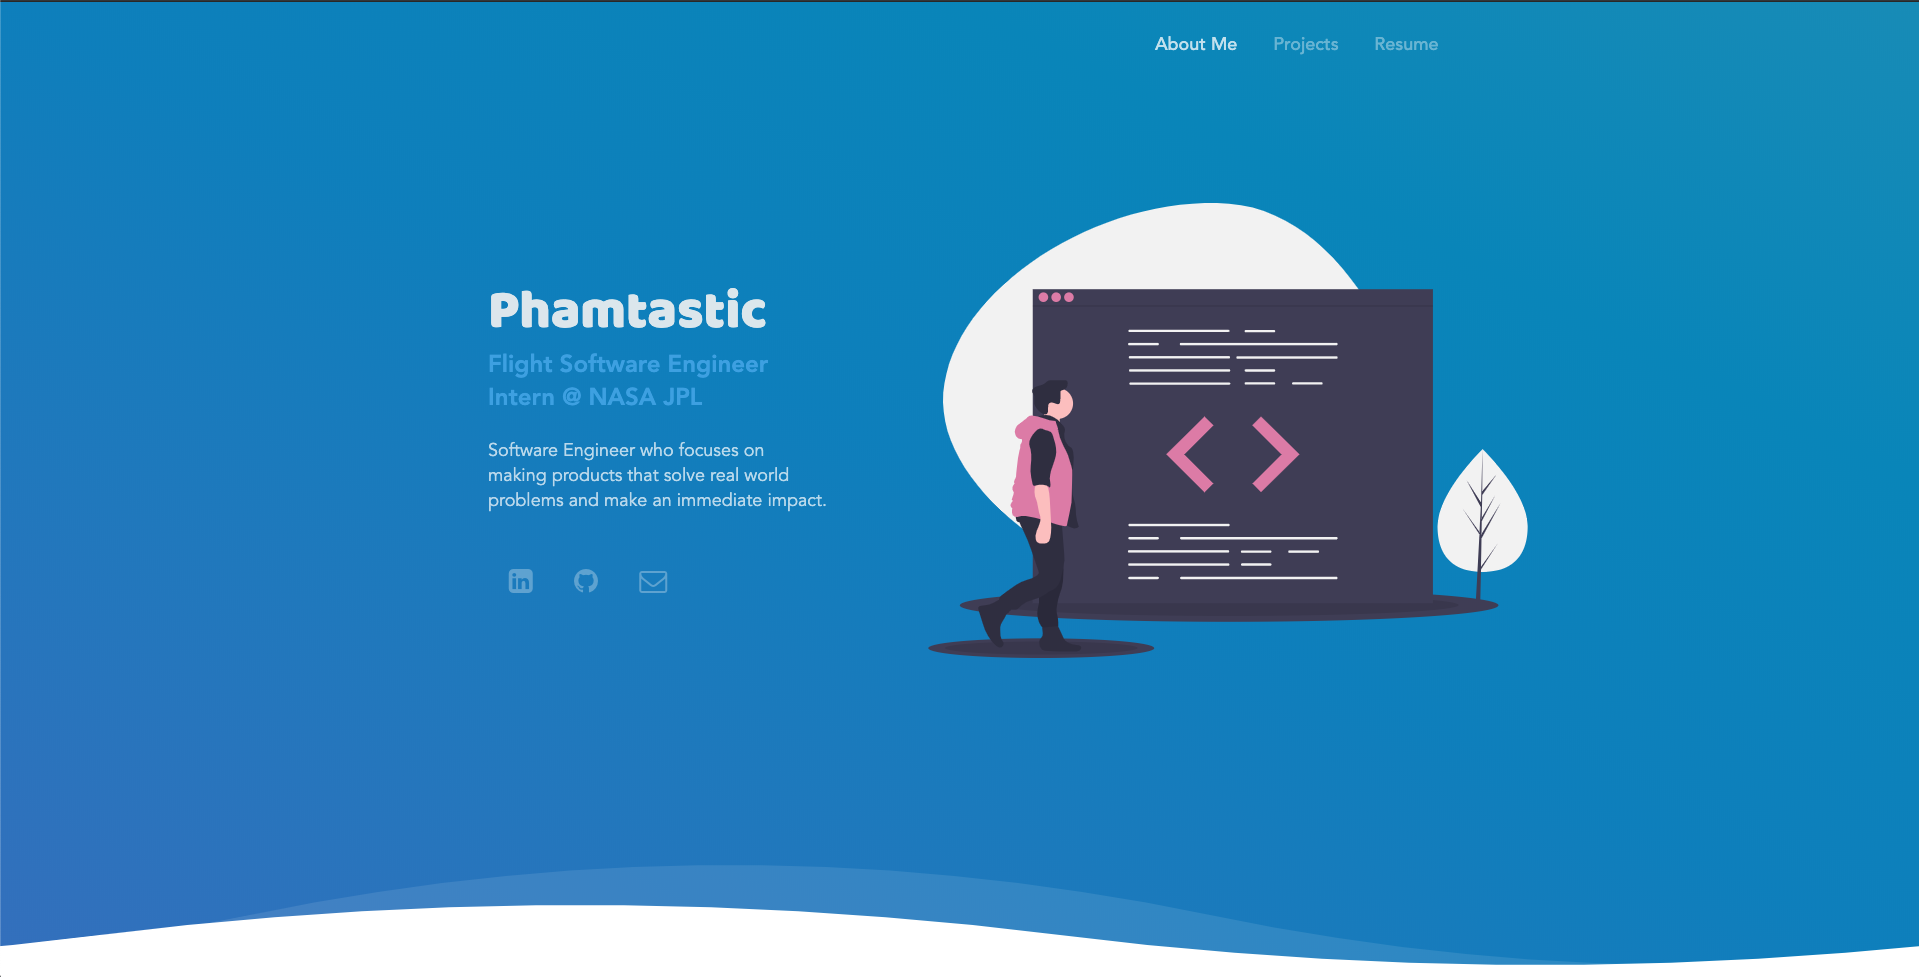 About Me Projects Resume
Phamtastic
Flight Software Engineer
Intern @ NASA JPL
Software Engineer who focuses on
making products that solve real world
problems and make an immediate impact.